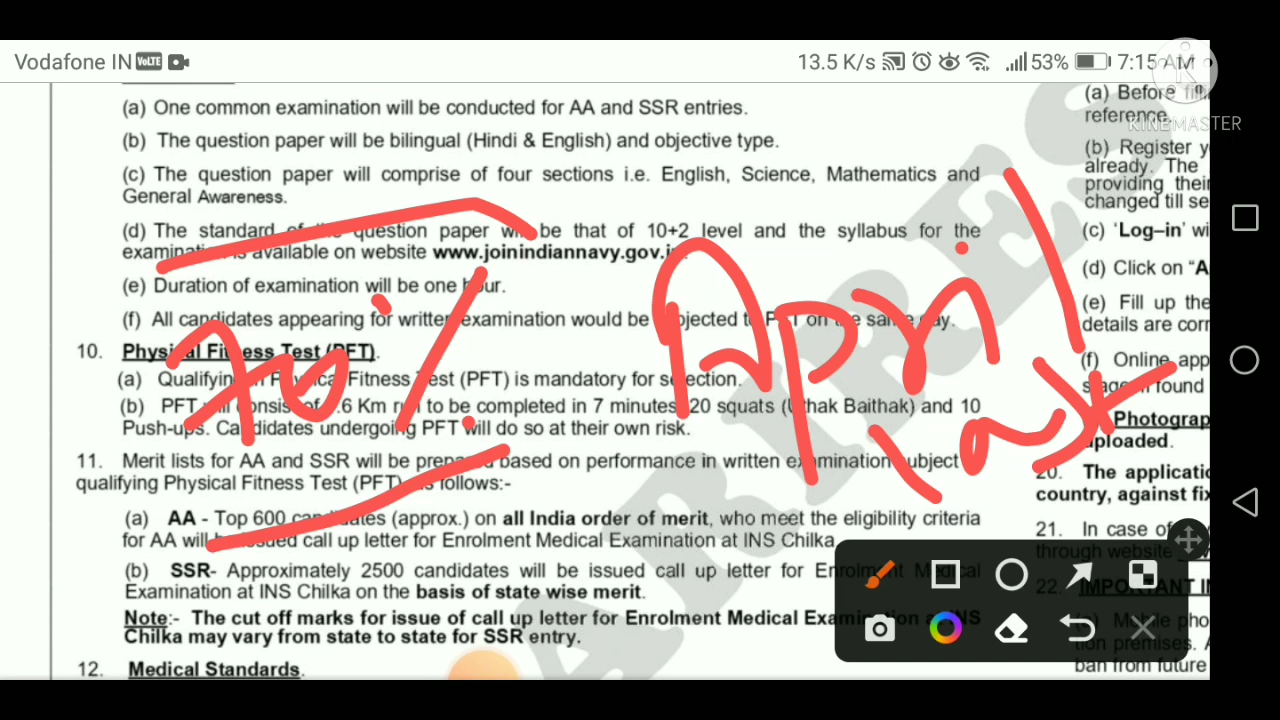 Vodafone IN VoLTE 13.5 K/s 53% 7:15 AM
KINEMASTER
(a) One common examination will be conducted for AA and SSR entries.
(b) The question paper will be bilingual (Hindi & English) and objective type.
(c) The question paper will comprise of four sections i.e. English, Science, Mathematics and
General Awareness.
(d) The standard of the question paper will be that of 10+2 level and the syllabus for the
examination is available on website www.joinindiannavy.gov.in
(e) Duration of examination will be one hour.
(f) All candidates appearing for written examination would be subjected to PFT on the same day.
10. Physical Fitness Test (PFT).
(a) Qualifying in Physical Fitness Test (PFT) is mandatory for selection.
(b) PFT will consist of 1.6 Km run to be completed in 7 minutes, 20 squats (Uthak Baithak) and 10
Push-ups. Candidates undergoing PFT will do so at their own risk.
11. Merit lists for AA and SSR will be prepared based on performance in written examination subject
qualifying Physical Fitness Test (PFT) as follows:-
(a) AA - Top 600 candidates (approx.) on all India order of merit, who meet the eligibility criteria
for AA will be issued call up letter for Enrolment Medical Examination at INS Chilka
(b) SSR- Approximately 2500 candidates will be issued call up letter for Enrolment Medical
Examination at INS Chilka on the basis of state wise merit.
Note:- The cut off marks for issue of call up letter for Enrolment Medical Examination at INS
Chilka may vary from state to state for SSR entry.
12. Medical Standards.
(a) Before filli
reference.
(b) Register y
already. The
providing thei
changed till se
(c) ‘Log–in’ wi
(d) Click on “A
(e) Fill up the
details are corr
(f) Online app
found
Photograp
uploaded.
20. The applicatio
country, against fix
21. In case of
through website
22. IMPORTANT I
Mobile pho
tion premises. A
ban from future
70%
April
last
ARIRES